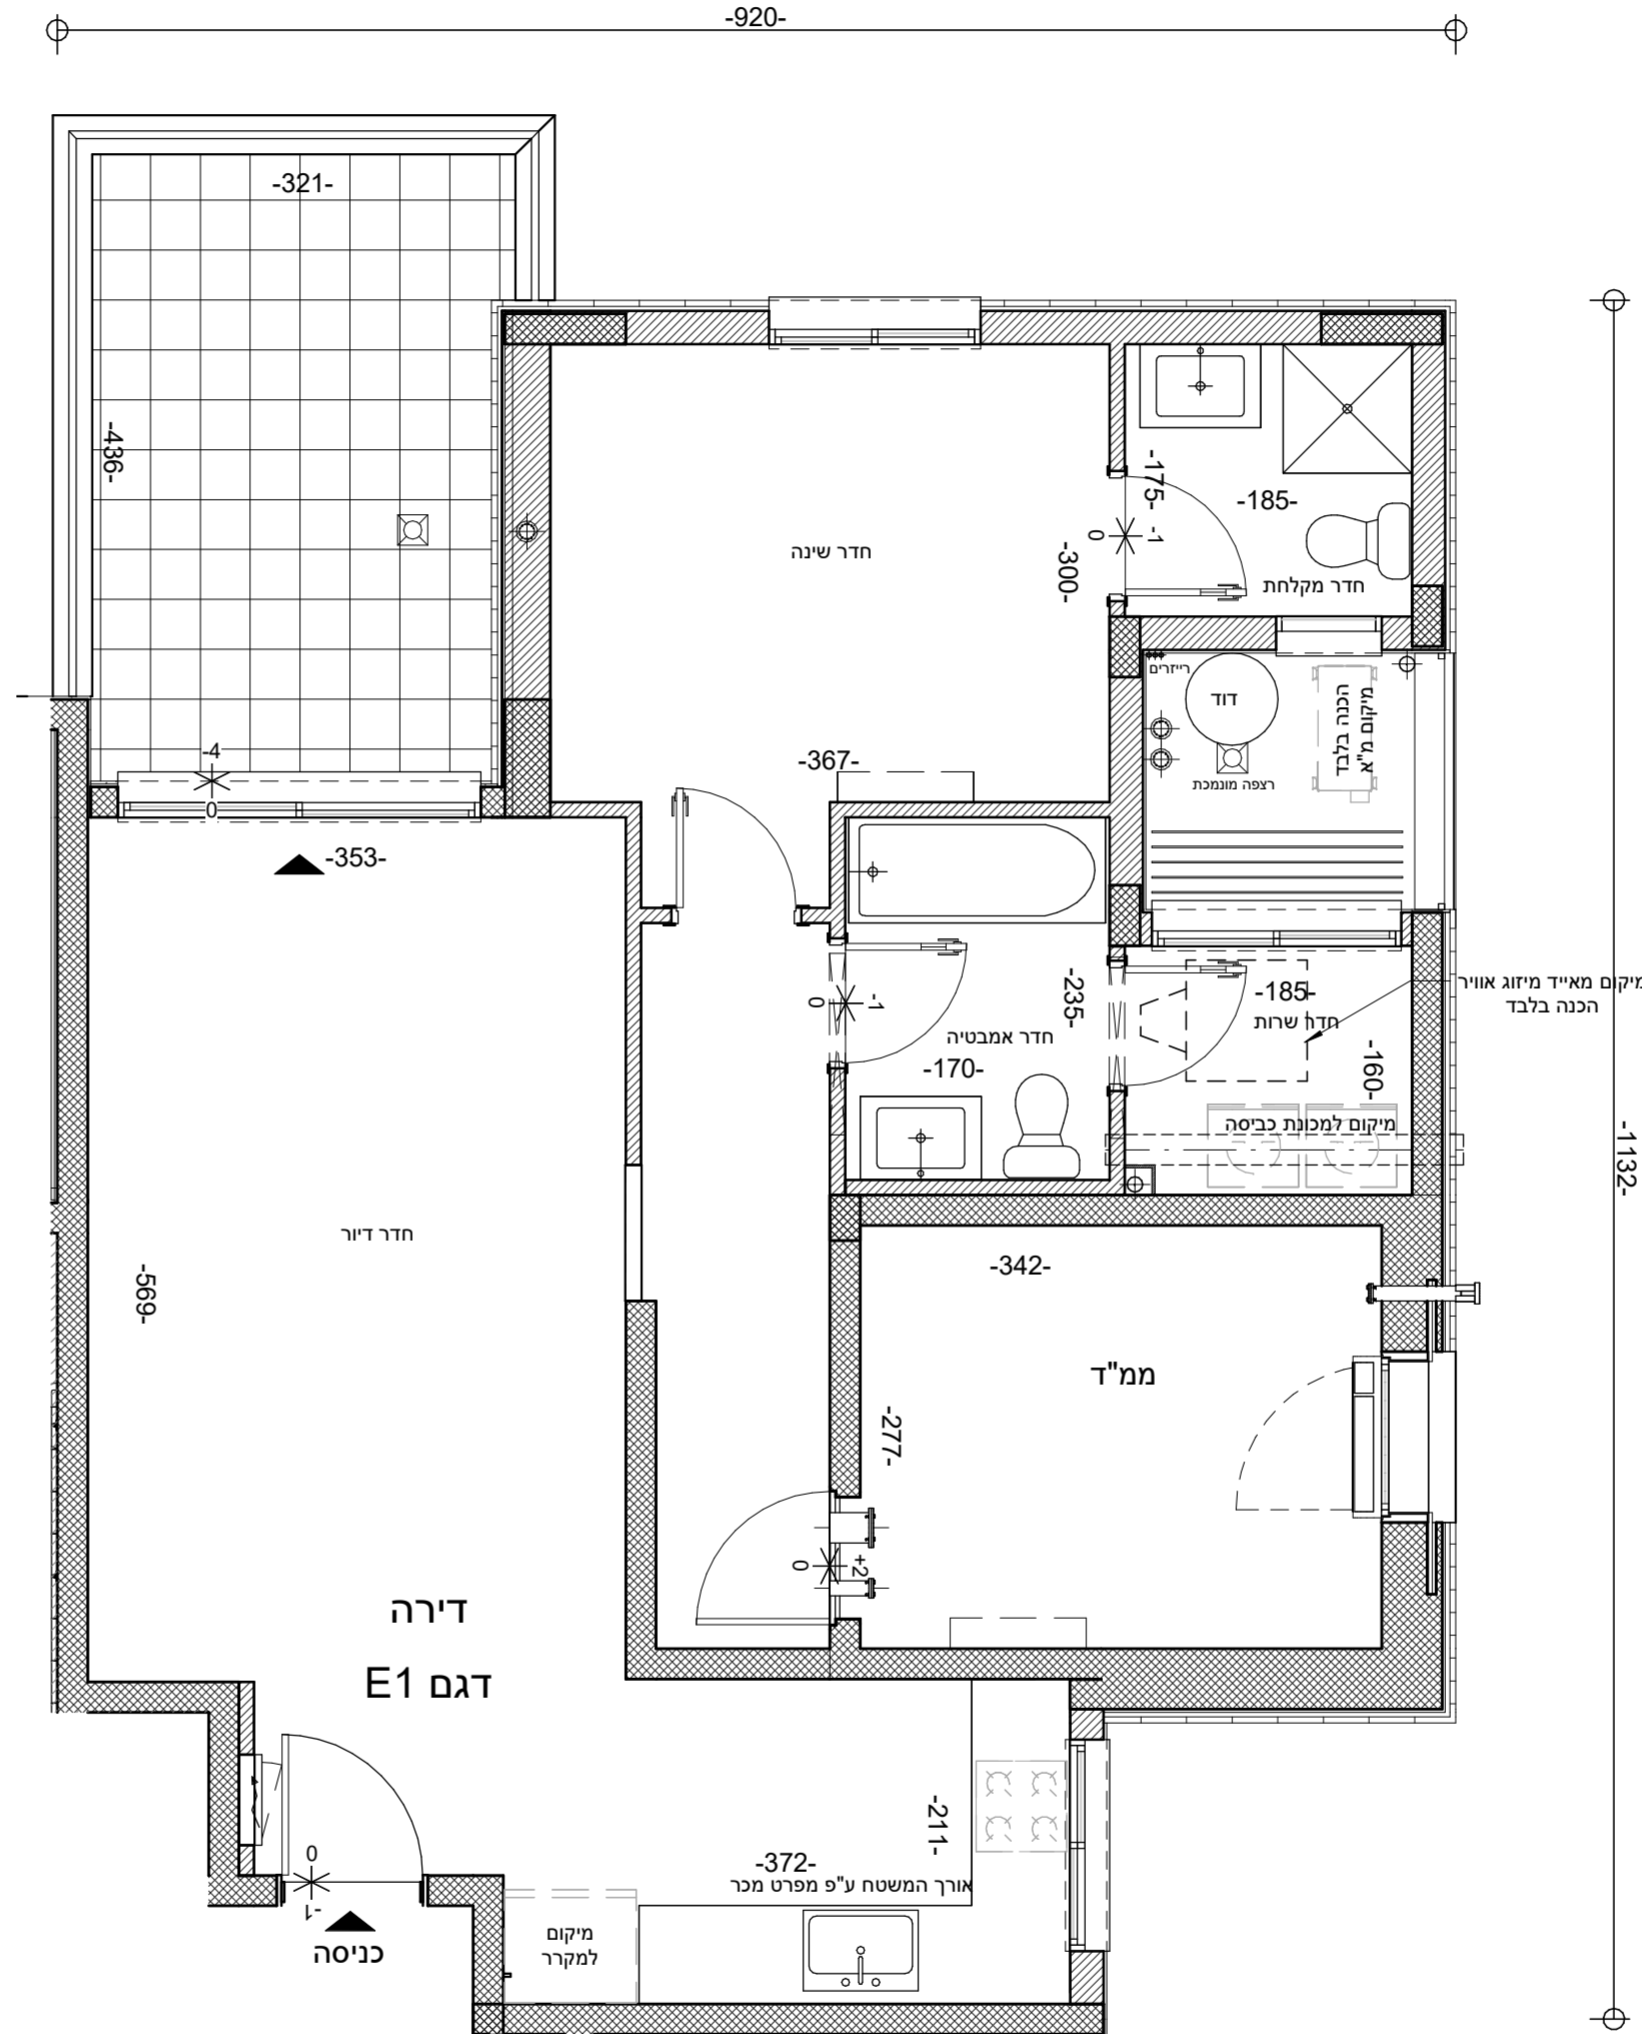 -920-
-321-
-436-
-175-
-185-
-1
0
-300-
חדר שינה
חדר מקלחת
רייזרים
דוד
מיקום מ"א
הכנה בלבד
רצפה מונמכת
-4
0
-367-
-353-
-1
0
-235-
-185-
חדר שרות
מיקום מאייד מיזוג אוויר
הכנה בלבד
חדר אמבטיה
-170-
-160-
מיקום למכונת כביסה
-1132-
חדר דיור
-569-
-342-
ממ"ד
-277-
0
+2
דירה
דגם E1
-211-
-372-
אורך המשטח ע"פ מפרט מכר
0
-1
כניסה
מיקום
למקרר